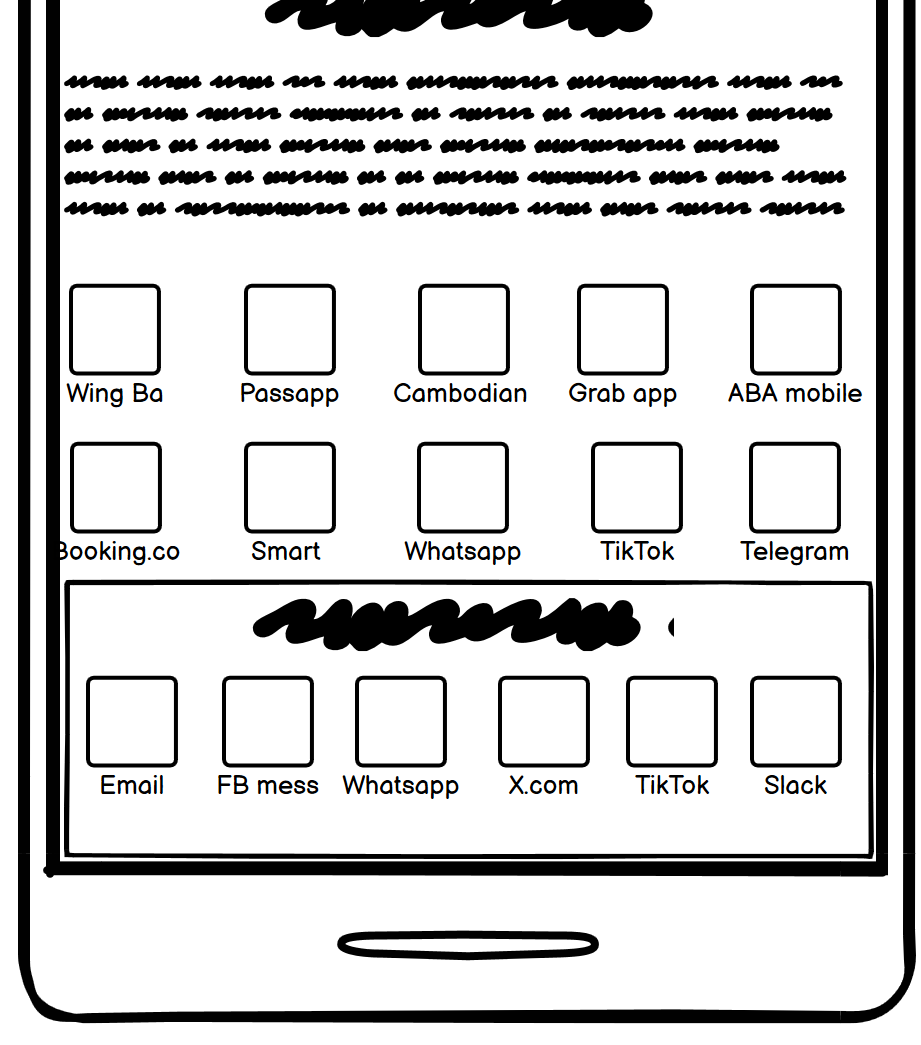 Wing Ba Passapp Cambodian Grab app ABA mobile
Booking.co Smart Whatsapp TikTok Telegram
Email FB mess Whatsapp X.com TikTok Slack